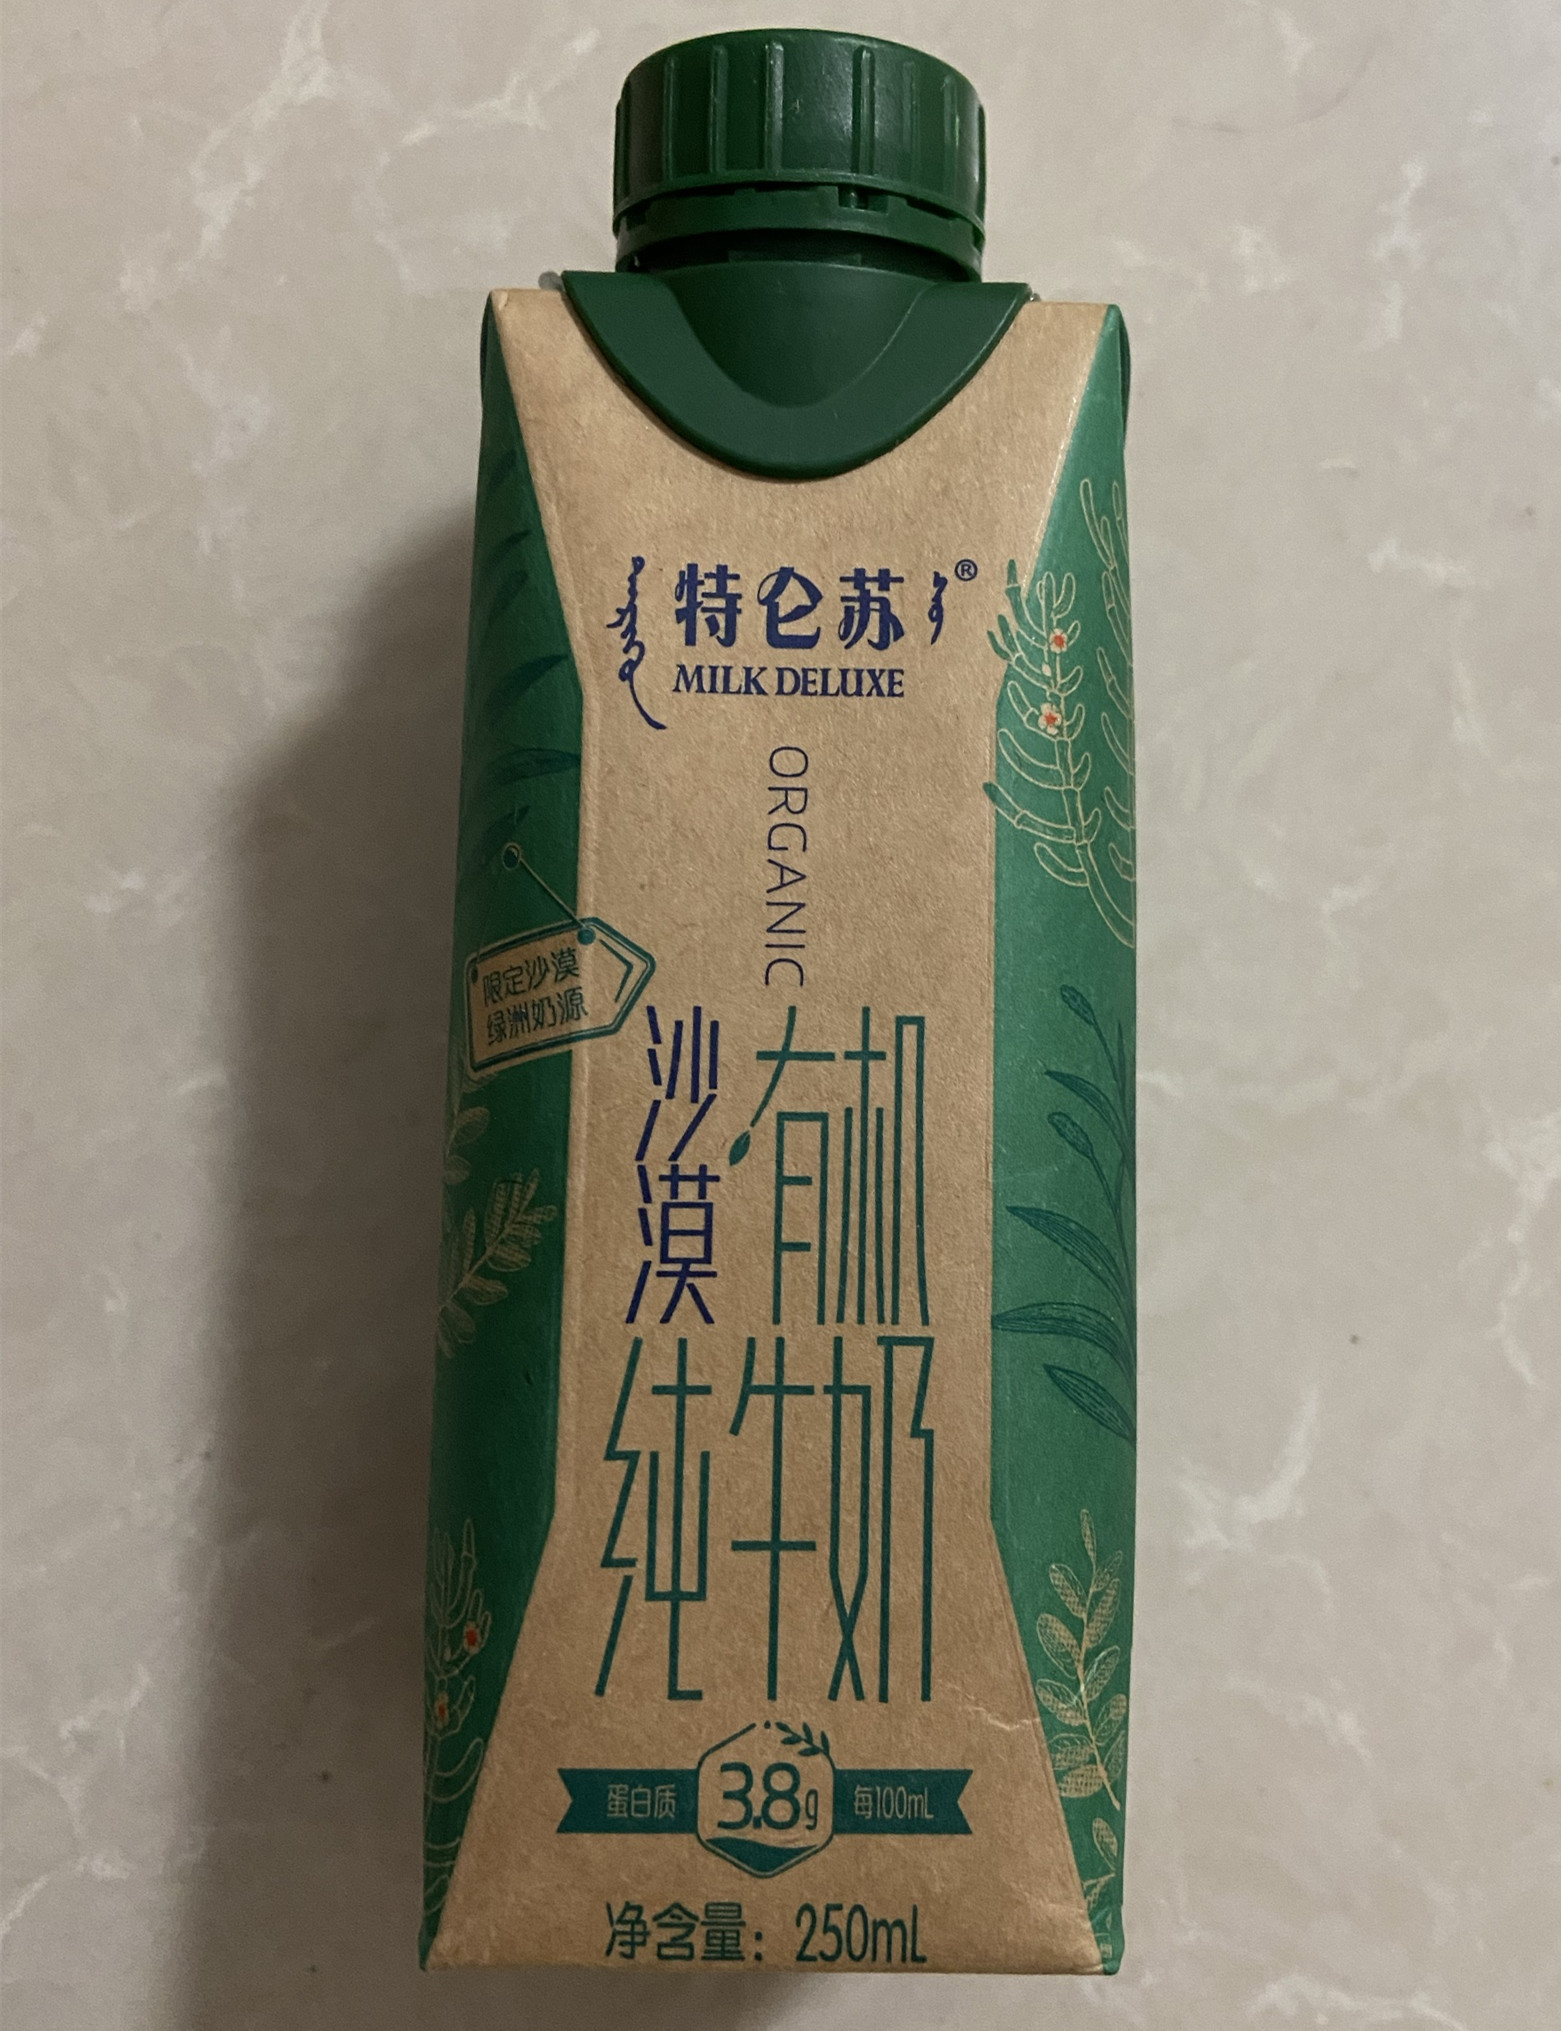 特仑苏®
MILK DELUXE
ORGANIC
限定沙漠
绿洲奶源
沙漠有机
纯牛奶
蛋白质 3.8g 每100mL
净含量：250mL